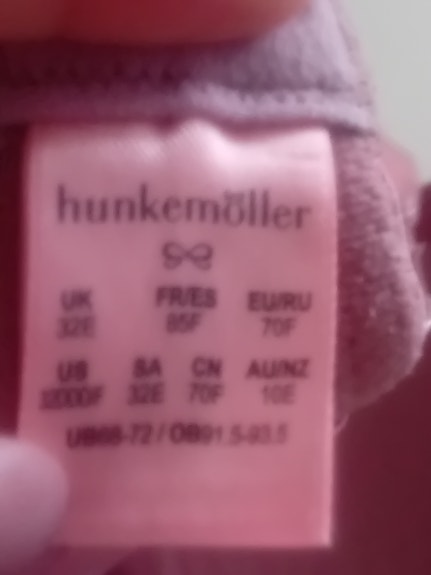 hunkemöller
UK FR/ES EU/RU
32E 85F 70F
US SA CN AU/NZ
32DDDF 32E 70F 10E
UB68-72 / OB91.5-93.5